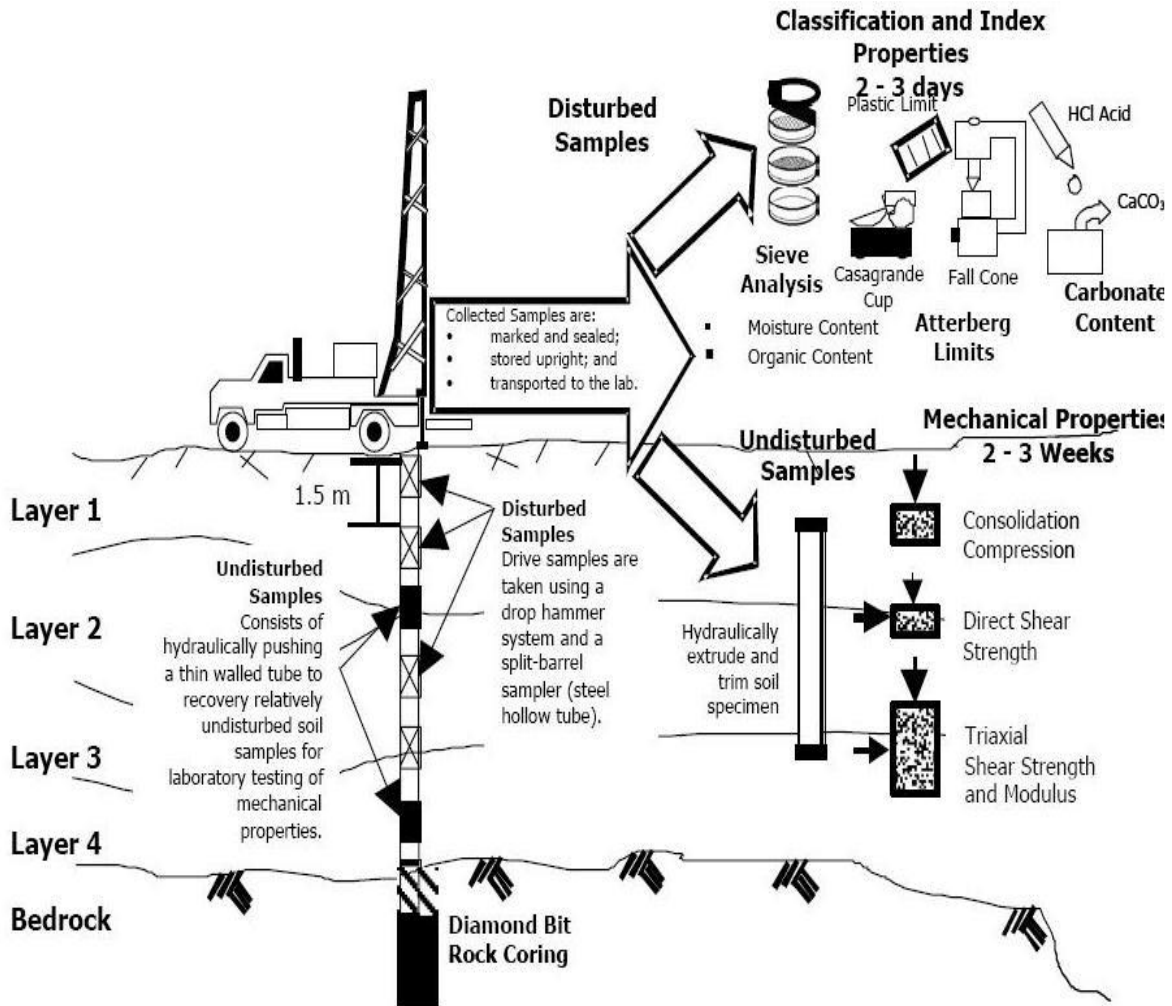 Classification and Index
Properties
2 - 3 days
Disturbed
Samples
Plastic Limit
HCl Acid
CaCO₃
Sieve
Analysis
Casagrande
Cup
Fall Cone
Carbonate
Content
Atterberg
Limits
▪ Moisture Content
▪ Organic Content
Collected Samples are:
• marked and sealed;
• stored upright; and
• transported to the lab.
Mechanical Properties
2 - 3 Weeks
Undisturbed
Samples
1.5 m
Layer 1
Disturbed
Samples
Drive samples are
taken using a
drop hammer
system and a
split-barrel
sampler (steel
hollow tube).
Undisturbed
Samples
Consists of
hydraulically pushing
a thin walled tube to
recovery relatively
undisturbed soil
samples for
laboratory testing of
mechanical
properties.
Consolidation
Compression
Layer 2
Hydraulically
extrude and
trim soil
specimen
Direct Shear
Strength
Layer 3
Triaxial
Shear Strength
and Modulus
Layer 4
Bedrock
Diamond Bit
Rock Coring